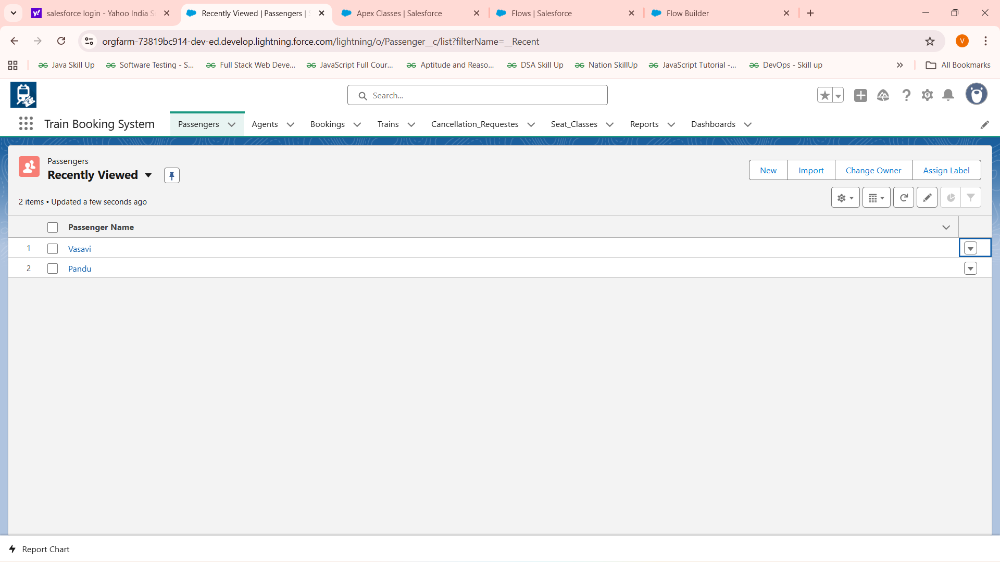 salesforce login - Yahoo India S
Recently Viewed | Passengers | S
Apex Classes | Salesforce
Flows | Salesforce
Flow Builder
orgfarm-73819bc914-dev-ed.develop.lightning.force.com/lightning/o/Passenger__c/list?filterName=__Recent
V
Java Skill Up
Software Testing - S...
Full Stack Web Deve...
JavaScript Full Cour...
Aptitude and Reaso...
DSA Skill Up
Nation SkillUp
JavaScript Tutorial -...
DevOps - Skill up
All Bookmarks
Search...
Train Booking System
Passengers
Agents
Bookings
Trains
Cancellation_Requestes
Seat_Classes
Reports
Dashboards
Passengers
Recently Viewed
New
Import
Change Owner
Assign Label
2 items • Updated a few seconds ago
Passenger Name
1 Vasavi
2 Pandu
Report Chart